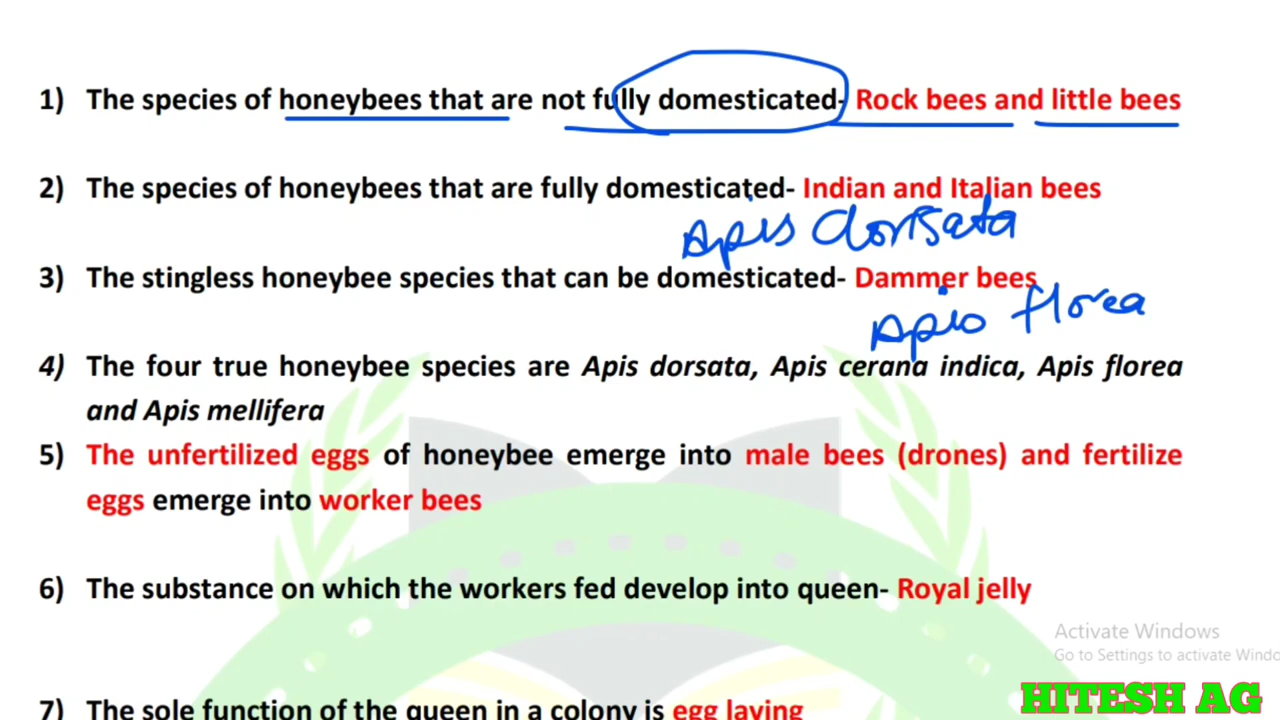 1) The species of honeybees that are not fully domesticated- Rock bees and little bees
2) The species of honeybees that are fully domesticated- Indian and Italian bees
Apis dorsata
3) The stingless honeybee species that can be domesticated- Dammer bees
Apis florea
4) The four true honeybee species are Apis dorsata, Apis cerana indica, Apis florea
and Apis mellifera
5) The unfertilized eggs of honeybee emerge into male bees (drones) and fertilize
eggs emerge into worker bees
6) The substance on which the workers fed develop into queen- Royal jelly
Activate Windows
Go to Settings to activate Windo
HITESH AG
7) The sole function of the queen in a colony is egg laying